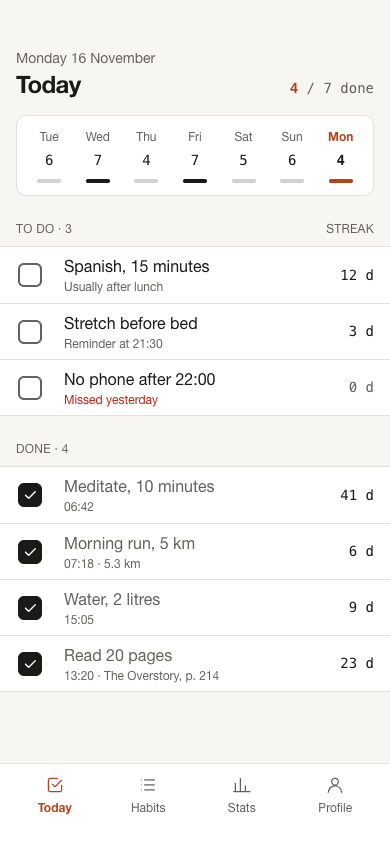 Monday 16 November
Today
4 / 7 done
Tue Wed Thu Fri Sat Sun Mon
6 7 4 7 5 6 4
TO DO · 3 STREAK
Spanish, 15 minutes 12 d
Usually after lunch
Stretch before bed 3 d
Reminder at 21:30
No phone after 22:00 0 d
Missed yesterday
DONE · 4
Meditate, 10 minutes 41 d
06:42
Morning run, 5 km 6 d
07:18 · 5.3 km
Water, 2 litres 9 d
15:05
Read 20 pages 23 d
13:20 · The Overstory, p. 214
Today Habits Stats Profile